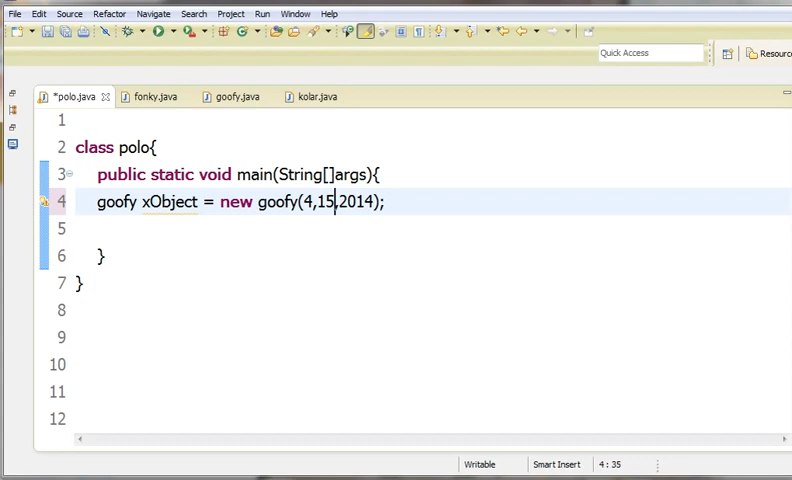 File Edit Source Refactor Navigate Search Project Run Window Help
Quick Access
Resourc
*polo.java fonky.java goofy.java kolar.java
1
2 class polo{
3 public static void main(String[]args){
4 goofy xObject = new goofy(4,15,2014);
5
6 }
7 }
8
9
10
11
12
Writable Smart Insert 4 : 35